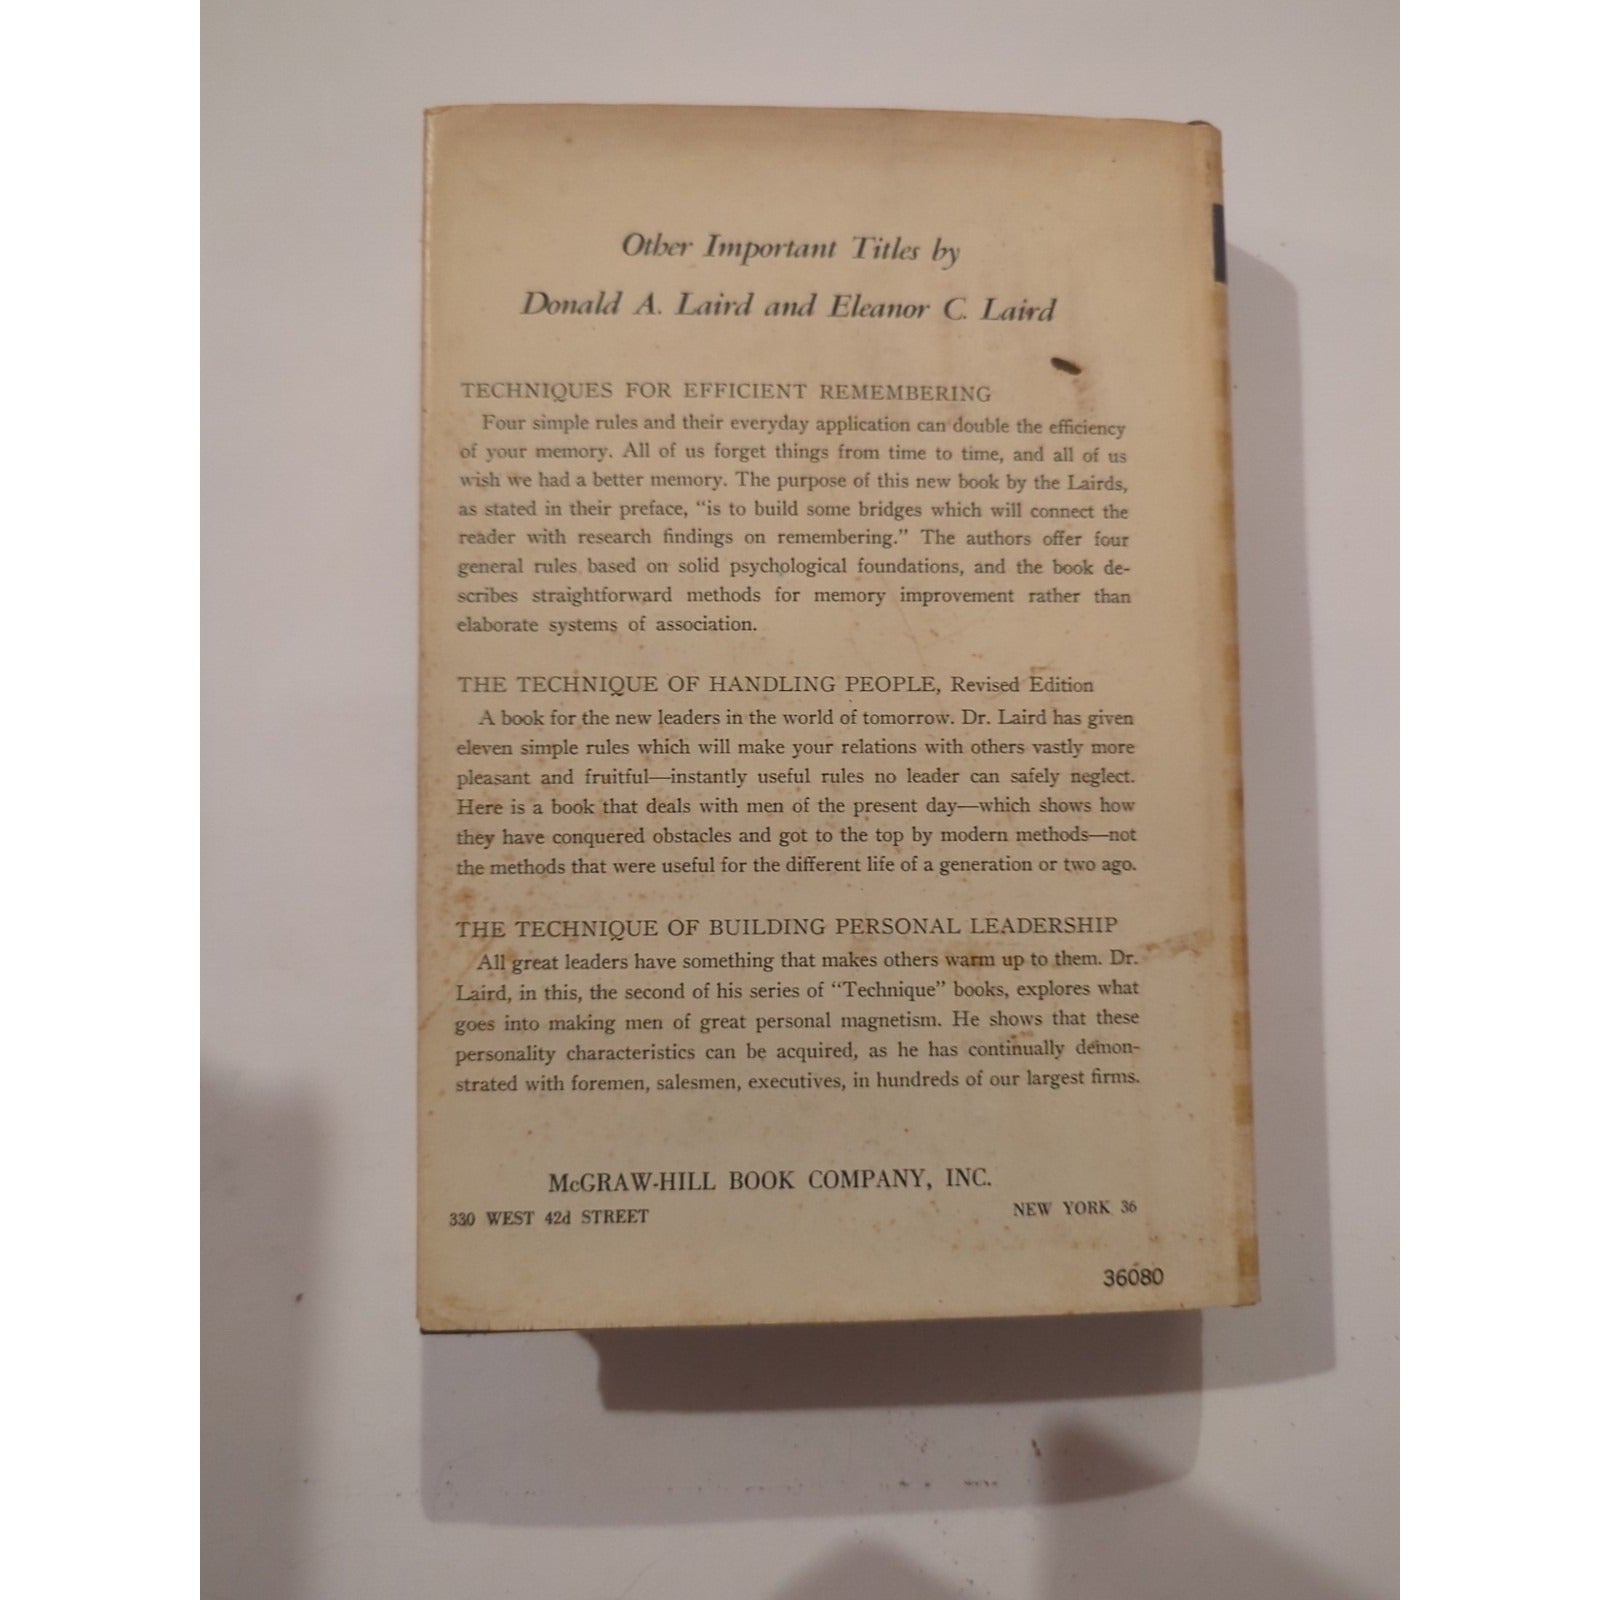 Other Important Titles by
Donald A. Laird and Eleanor C. Laird
TECHNIQUES FOR EFFICIENT REMEMBERING
Four simple rules and their everyday application can double the efficiency
of your memory. All of us forget things from time to time, and all of us
wish we had a better memory. The purpose of this new book by the Lairds,
as stated in their preface, “is to build some bridges which will connect the
reader with research findings on remembering.” The authors offer four
general rules based on solid psychological foundations, and the book de-
scribes straightforward methods for memory improvement rather than
elaborate systems of association.
THE TECHNIQUE OF HANDLING PEOPLE, Revised Edition
A book for the new leaders in the world of tomorrow. Dr. Laird has given
eleven simple rules which will make your relations with others vastly more
pleasant and fruitful—instantly useful rules no leader can safely neglect.
Here is a book that deals with men of the present day—which shows how
they have conquered obstacles and got to the top by modern methods—not
the methods that were useful for the different life of a generation or two ago.
THE TECHNIQUE OF BUILDING PERSONAL LEADERSHIP
All great leaders have something that makes others warm up to them. Dr.
Laird, in this, the second of his series of “Technique” books, explores what
goes into making men of great personal magnetism. He shows that these
personality characteristics can be acquired, as he has continually demon-
strated with foremen, salesmen, executives, in hundreds of our largest firms.
McGRAW-HILL BOOK COMPANY, INC.
330 WEST 42d STREET NEW YORK 36
36080